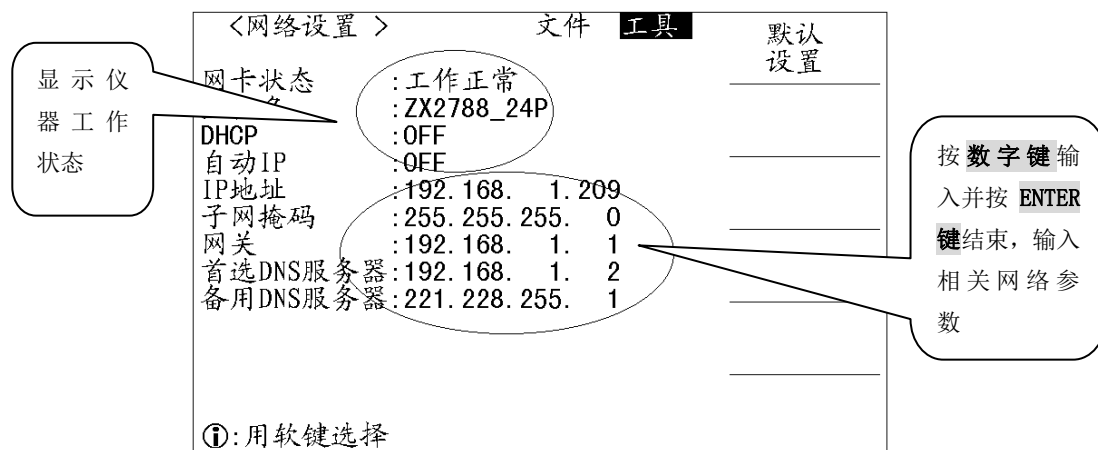 <网络设置 > 文件 工具
默认
设置
网卡状态 :工作正常
:ZX2788_24P
DHCP :OFF
自动IP :OFF
IP地址 :192.168. 1.209
子网掩码 :255.255.255. 0
网关 :192.168. 1. 1
首选DNS服务器:192.168. 1. 2
备用DNS服务器:221.228.255. 1
ⓘ:用软键选择
显示仪
器工作
状态
按数字键输
入并按 ENTER
键结束，输入
相关网络参
数